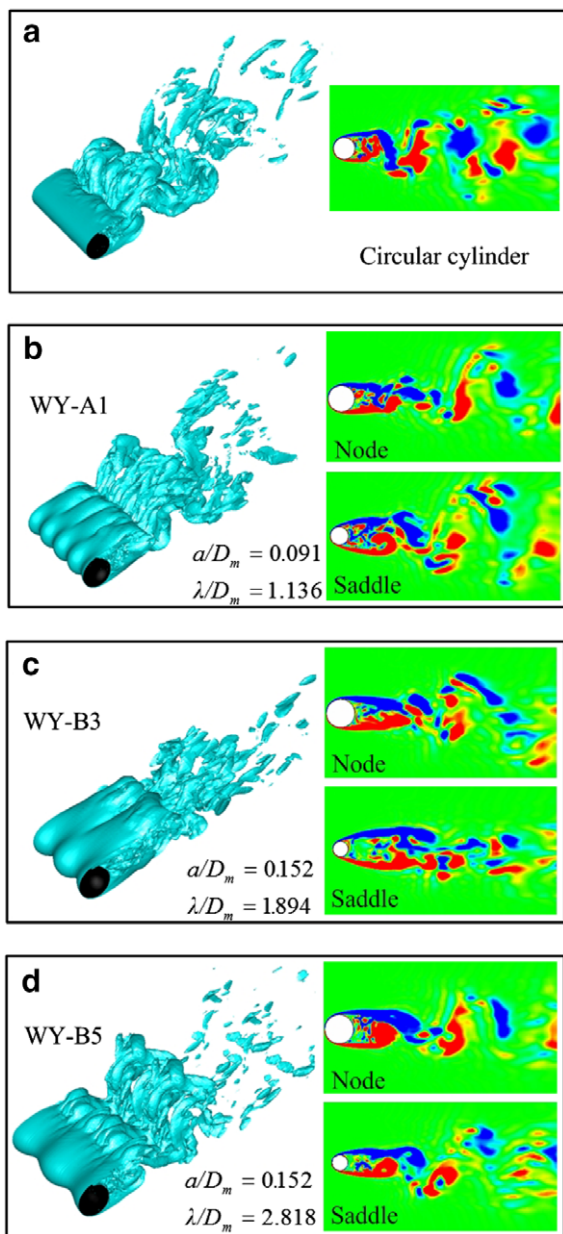 a
Circular cylinder
b
WY-A1
Node
a/Dₘ = 0.091
λ/Dₘ = 1.136
Saddle
c
WY-B3
Node
a/Dₘ = 0.152
λ/Dₘ = 1.894
Saddle
d
WY-B5
Node
a/Dₘ = 0.152
λ/Dₘ = 2.818
Saddle